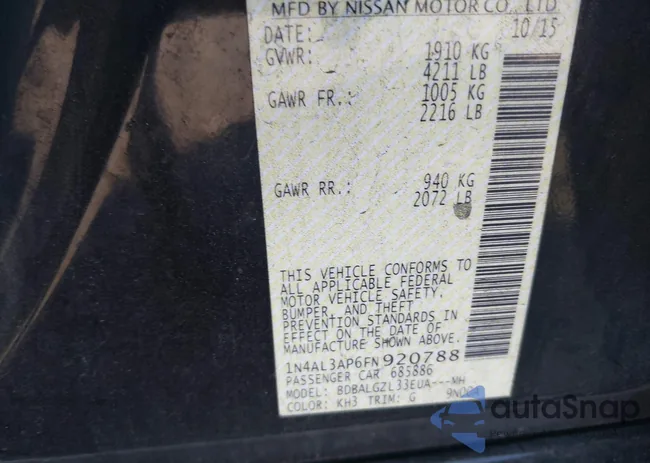 MFD BY NISSAN MOTOR CO., LTD.
DATE: 10/15
GVWR: 1910 KG
4211 LB
GAWR FR.: 1005 KG
2216 LB
GAWR RR.: 940 KG
2072 LB
THIS VEHICLE CONFORMS TO
ALL APPLICABLE FEDERAL
MOTOR VEHICLE SAFETY,
BUMPER, AND THEFT
PREVENTION STANDARDS IN
EFFECT ON THE DATE OF
MANUFACTURE SHOWN ABOVE.
1N4AL3AP6FN920788
PASSENGER CAR 685886
MODEL: BDBALGZL33EUA---MH
COLOR: KH3 TRIM: G
autoSnap